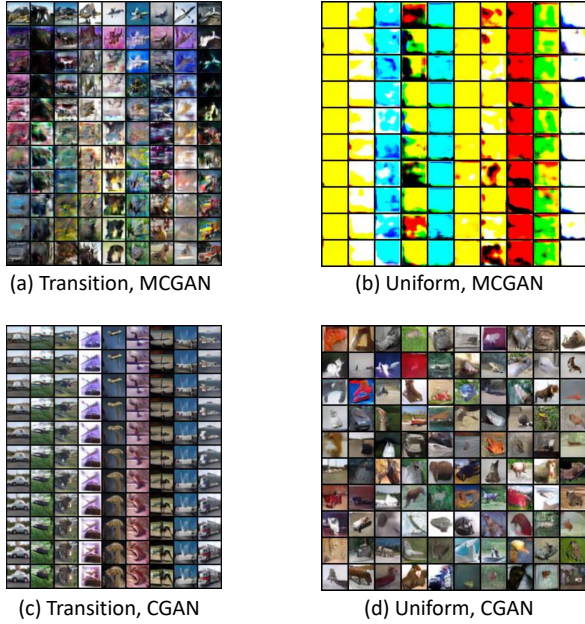 (a) Transition, MCGAN
(b) Uniform, MCGAN
(c) Transition, CGAN
(d) Uniform, CGAN